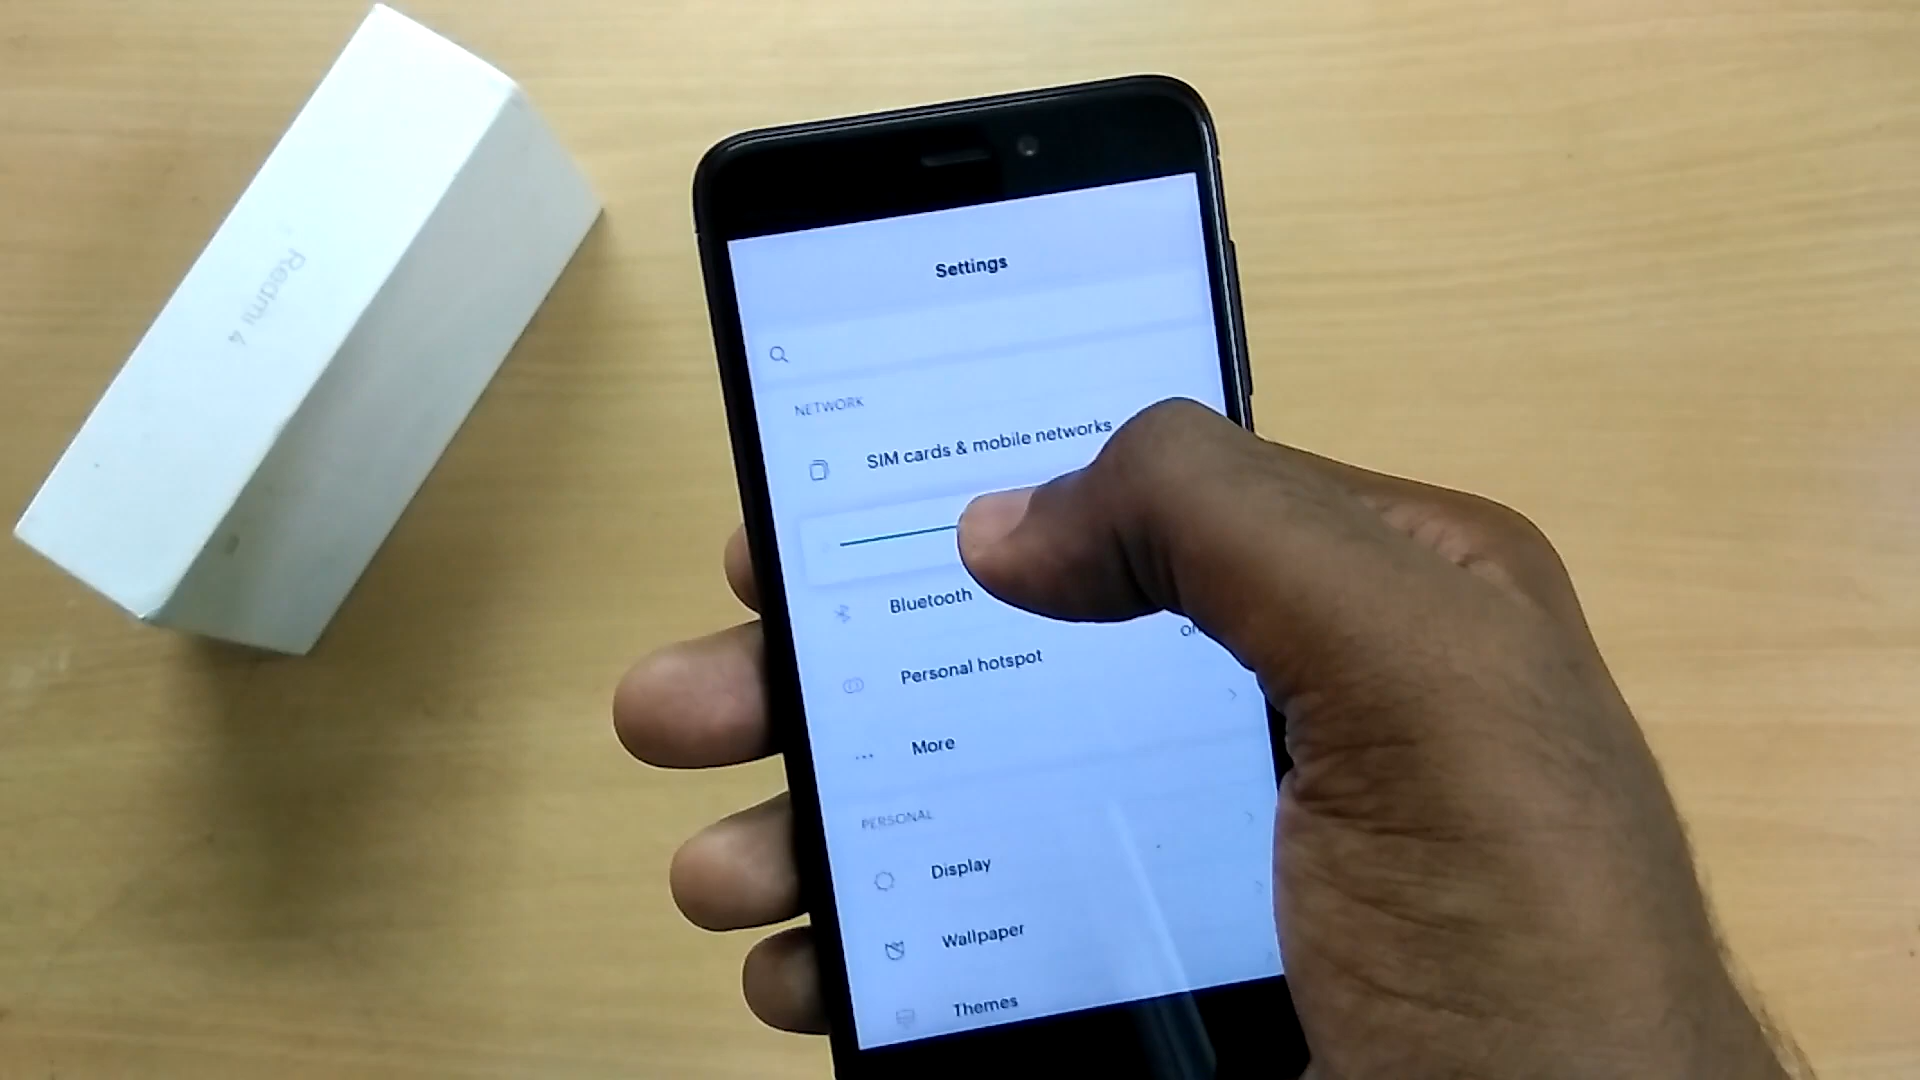 Redmi 4
Settings
NETWORK
SIM cards & mobile networks
Bluetooth
Personal hotspot
More
PERSONAL
Display
Wallpaper
Themes